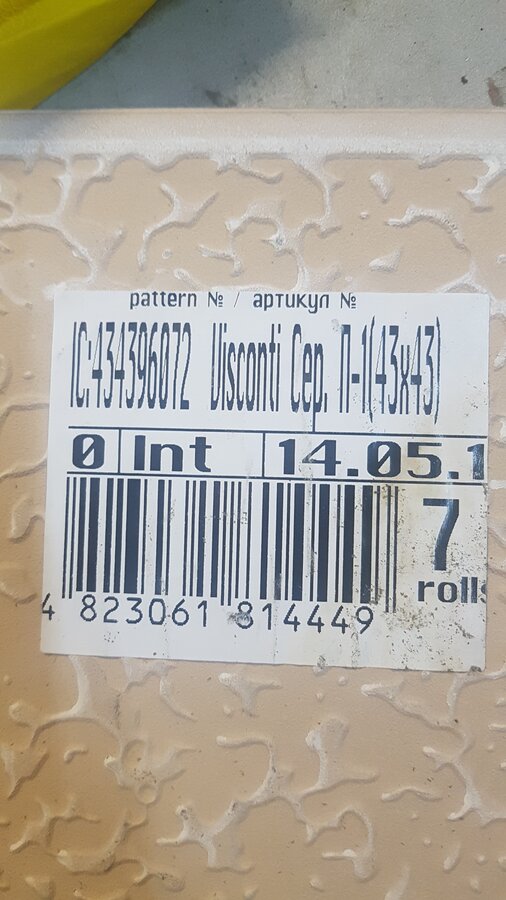 pattern № / артикул №
IC:434396072 Visconti Сер. П-1(43x43)
0 Int 14.05.1
7
rolls
4 823061 814449